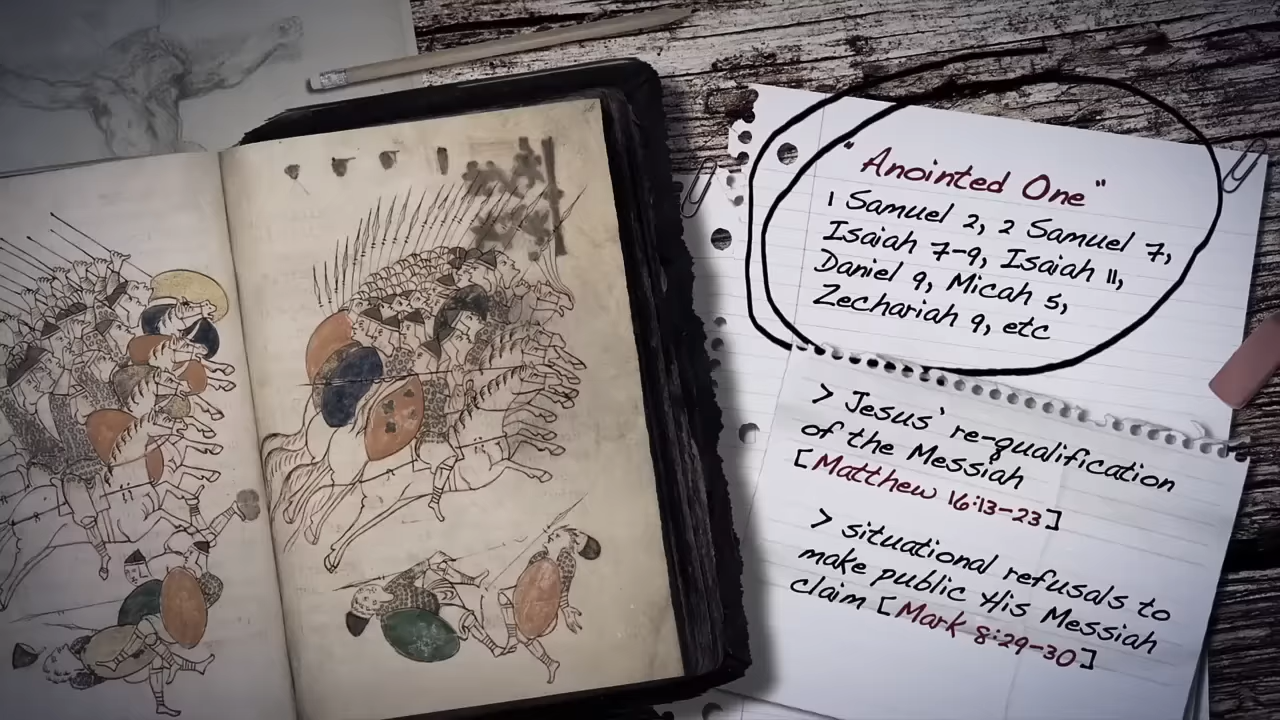 "Anointed One"
1 Samuel 2, 2 Samuel 7,
Isaiah 7-9, Isaiah 11,
Daniel 9, Micah 5,
Zechariah 9, etc
> Jesus' re-qualification
of the Messiah
[Matthew 16:13-23]
> situational refusals to
make public His Messiah
claim [Mark 8:29-30]